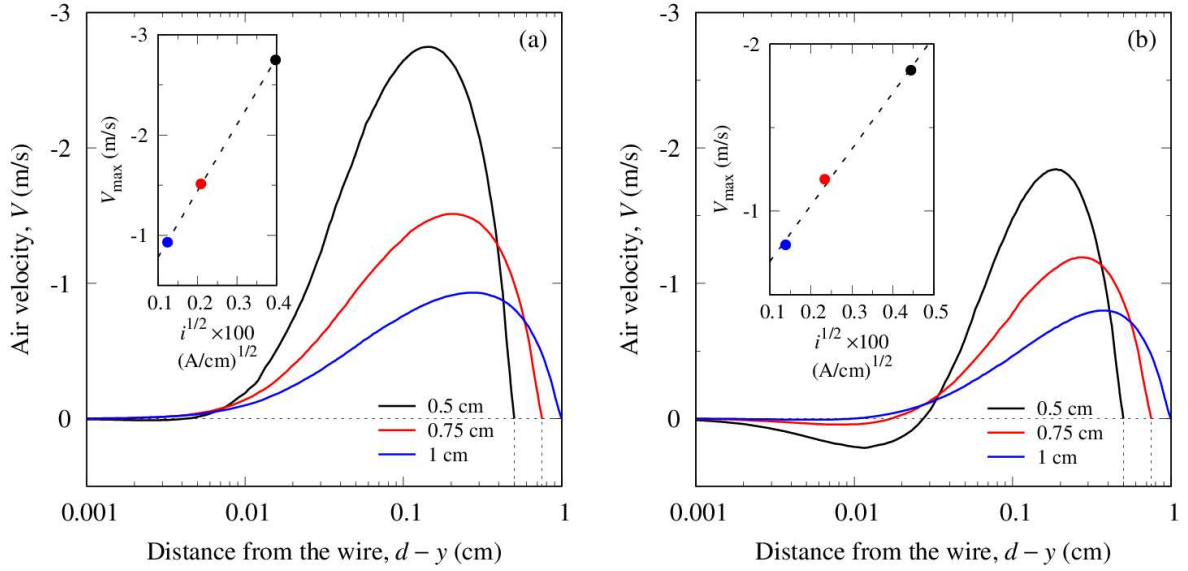 (a)
-3
-2
-1
0
Air velocity, V (m/s)
0.001
0.01
0.1
1
Distance from the wire, d − y (cm)
0.5 cm
0.75 cm
1 cm
-3
-2
-1
V_max (m/s)
0.1 0.2 0.3 0.4
i^1/2 ×100
(A/cm)^1/2
(b)
-3
-2
-1
0
Air velocity, V (m/s)
0.001
0.01
0.1
1
Distance from the wire, d − y (cm)
0.5 cm
0.75 cm
1 cm
-2
-1
V_max (m/s)
0.1 0.2 0.3 0.4 0.5
i^1/2 ×100
(A/cm)^1/2